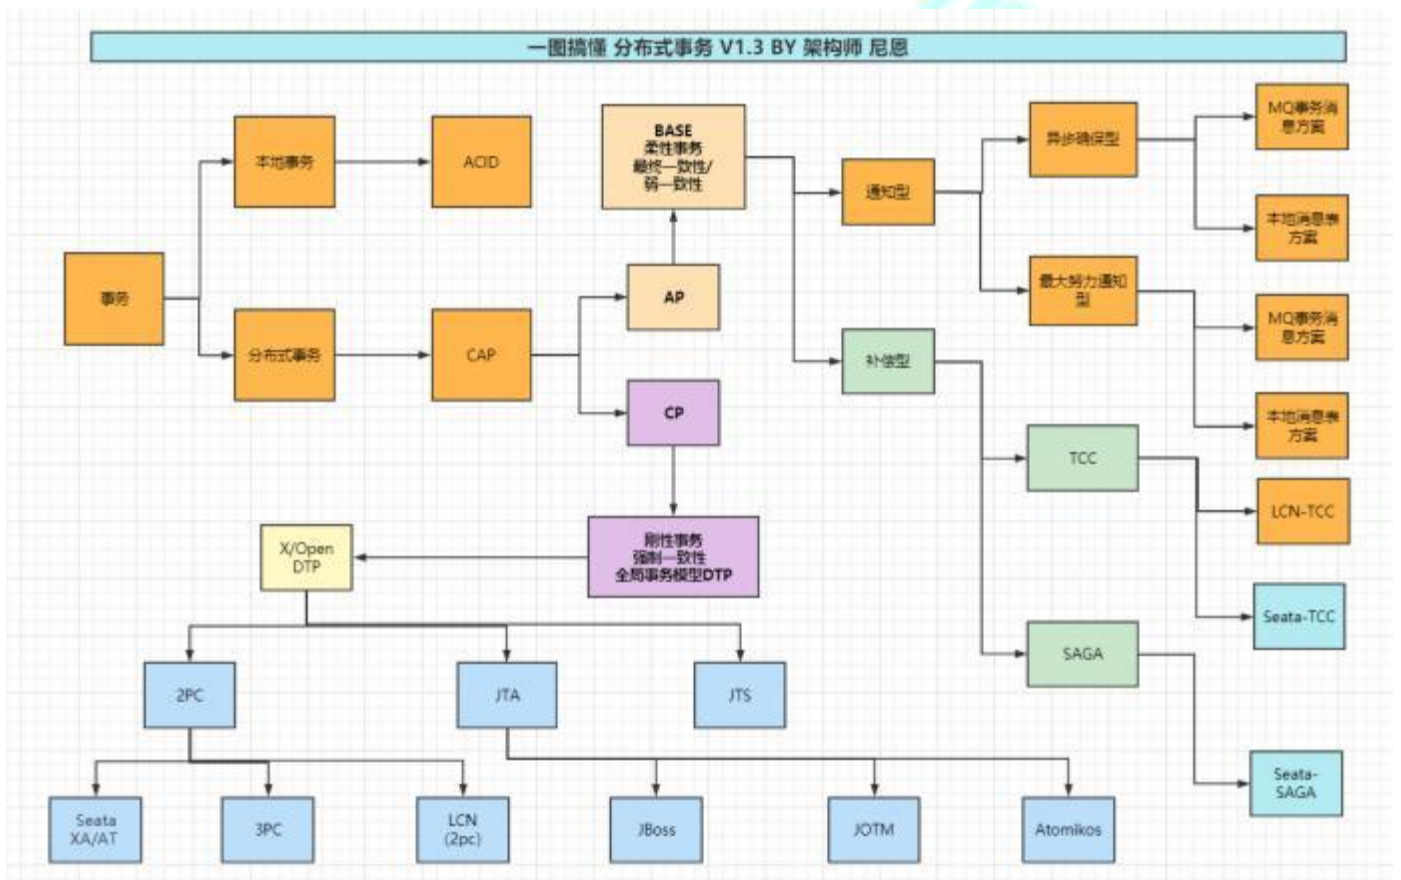 一图搞懂 分布式事务 V1.3 BY 架构师 尼恩
事务
本地事务
ACID
分布式事务
CAP
AP
BASE
柔性事务
最终一致性/
弱一致性
CP
刚性事务
强制一致性
全局事务模型DTP
通知型
异步确保型
MQ事务消
息方案
本地消息表
方案
最大努力通知
型
MQ事务消
息方案
本地消息表
方案
补偿型
TCC
LCN-TCC
Seata-TCC
SAGA
Seata-
SAGA
X/Open
DTP
2PC
JTA
JTS
Seata
XA/AT
3PC
LCN
(2pc)
JBoss
JOTM
Atomikos